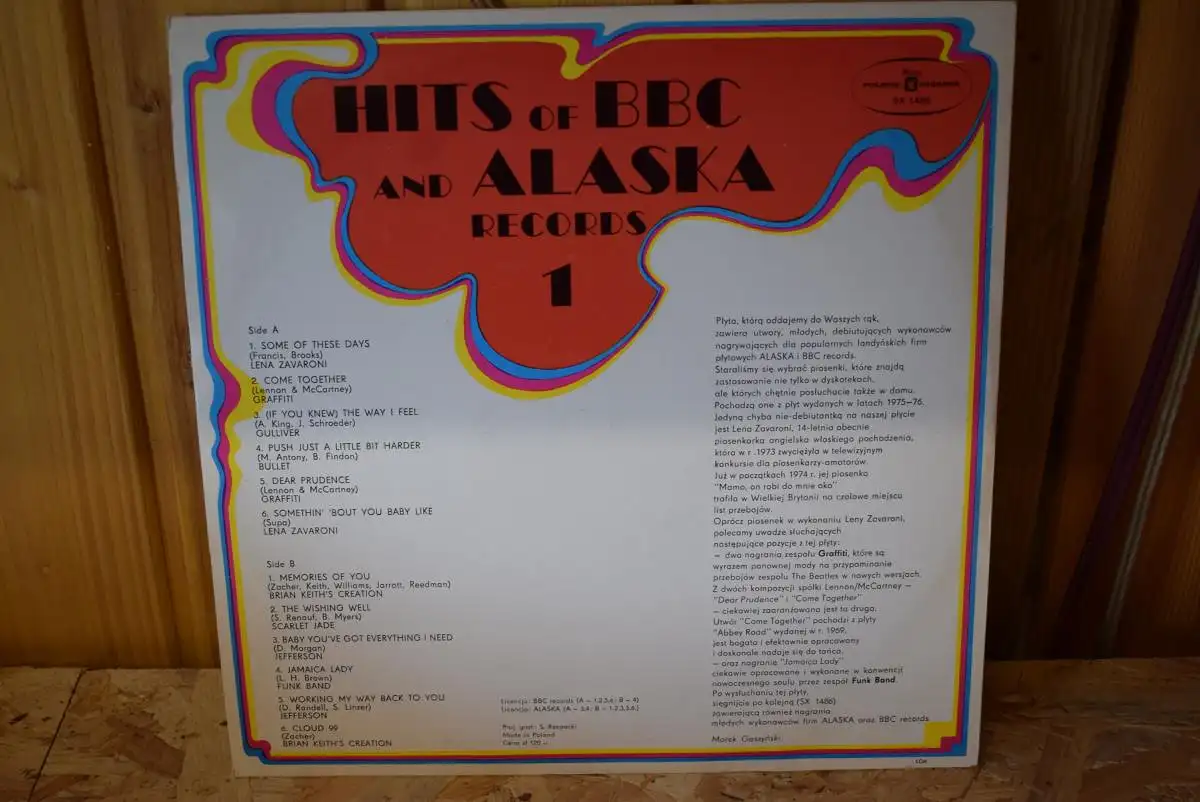 HITS OF BBC
AND ALASKA
RECORDS
1
Side A
1. SOME OF THESE DAYS
(Francis, Brooks)
LENA ZAVARONI
2. COME TOGETHER
(Lennon & McCartney)
GRAFFITI
3. (IF YOU KNEW) THE WAY I FEEL
(A. King, J. Schroeder)
GULLIVER
4. PUSH JUST A LITTLE BIT HARDER
(M. Antony, B. Findon)
BULLET
5. DEAR PRUDENCE
(Lennon & McCartney)
GRAFFITI
6. SOMETHIN' 'BOUT YOU BABY LIKE
(Supa)
LENA ZAVARONI
Side B
1. MEMORIES OF YOU
(Zacher, Keith, Williams, Jarrott, Reedman)
BRIAN KEITH'S CREATION
2. THE WISHING WELL
(S. Renouf, B. Myers)
SCARLET JADE
3. BABY YOU'VE GOT EVERYTHING I NEED
(D. Morgan)
JEFFERSON
4. JAMAICA LADY
(L. H. Brown)
FUNK BAND
5. WORKING MY WAY BACK TO YOU
(D. Randell, S. Linzer)
JEFFERSON
6. CLOUD 99
(Zacher)
BRIAN KEITH'S CREATION
Licencja: BBC records (A – 1,2,5,6; B – 4)
Licencja: ALASKA (A – 3,4; B – 1,2,3,5,6.)
Proj. graf.: S.
Made in Poland
Cena zł 120.–
Płyta, którą oddajemy do Waszych rąk,
zawiera utwory, młodych, debiutujących wykonawców
nagrywających dla popularnych londyńskich firm
płytowych ALASKA i BBC records.
Staraliśmy się wybrać piosenki, które znajdą
zastosowanie nie tylko w dyskotekach,
ale których chętnie posłuchacie także w domu.
Pochodzą one z płyt wydanych w latach 1975–76.
Jedyną chyba nie-debiutantką na naszej płycie
jest Lena Zavaroni, 14-letnia obecnie
piosenkarka angielska włoskiego pochodzenia,
która w r. 1973 zwyciężyła w telewizyjnym
konkursie dla piosenkarzy-amatorów.
Już w początkach 1974 r. jej piosenka
"Mamo, on robi do mnie oko"
trafiła w Wielkiej Brytanii na czołowe miejsca
list przebojów.
Oprócz piosenek w wykonaniu Leny Zavaroni,
polecamy uwadze słuchających
następujące pozycje z tej płyty:
– dwa nagrania zespołu Graffiti, które są
wyrazem ponownej mody na przypominanie
przebojów zespołu The Beatles w nowych wersjach.
Z dwóch kompozycji spółki Lennon/McCartney –
"Dear Prudence" i "Come Together"
– ciekawiej zaaranżowana jest ta druga.
Utwór "Come Together" pochodzi z płyty
"Abbey Road" wydanej w r. 1969,
jest bogato i efektownie opracowany
i doskonale nadaje się do tańca.
– oraz nagranie "Jamaica Lady"
ciekawie opracowane i wykonane w konwencji
nowoczesnego soulu przez zespół Funk Band.
Po wysłuchaniu tej płyty,
sięgnijcie po kolejną (SX 1486)
zawierającą również nagrania
młodych wykonawców firm ALASKA oraz BBC records
Marek Gaszyński